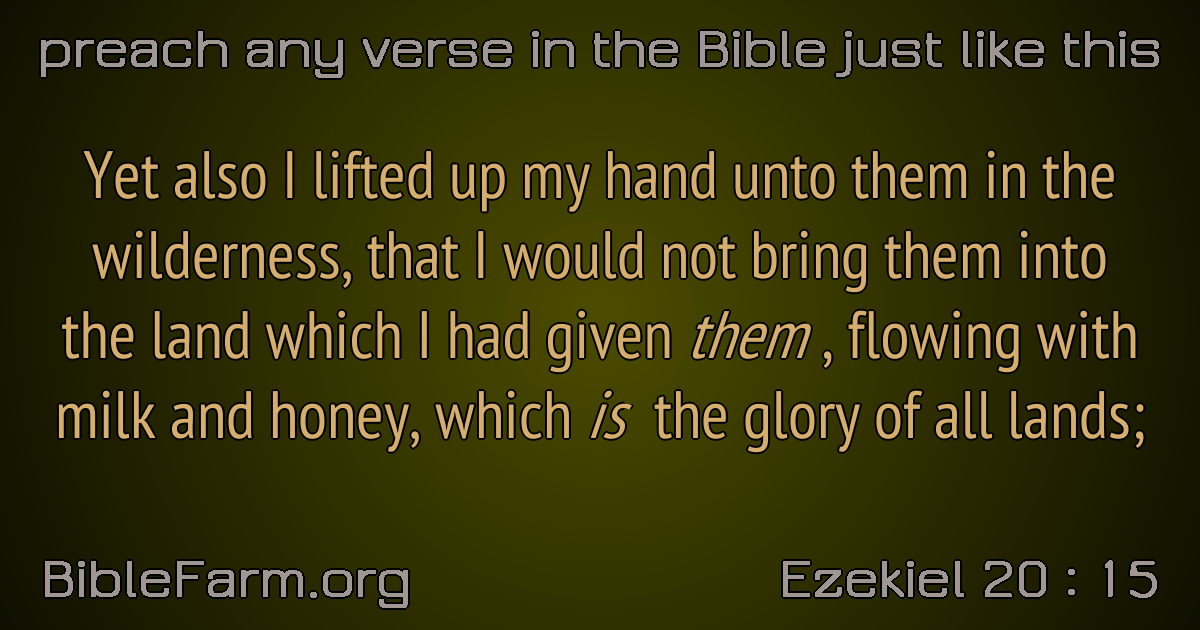 preach any verse in the Bible just like this
Yet also I lifted up my hand unto them in the
wilderness, that I would not bring them into
the land which I had given them , flowing with
milk and honey, which is the glory of all lands;
BibleFarm.org
Ezekiel 20 : 15